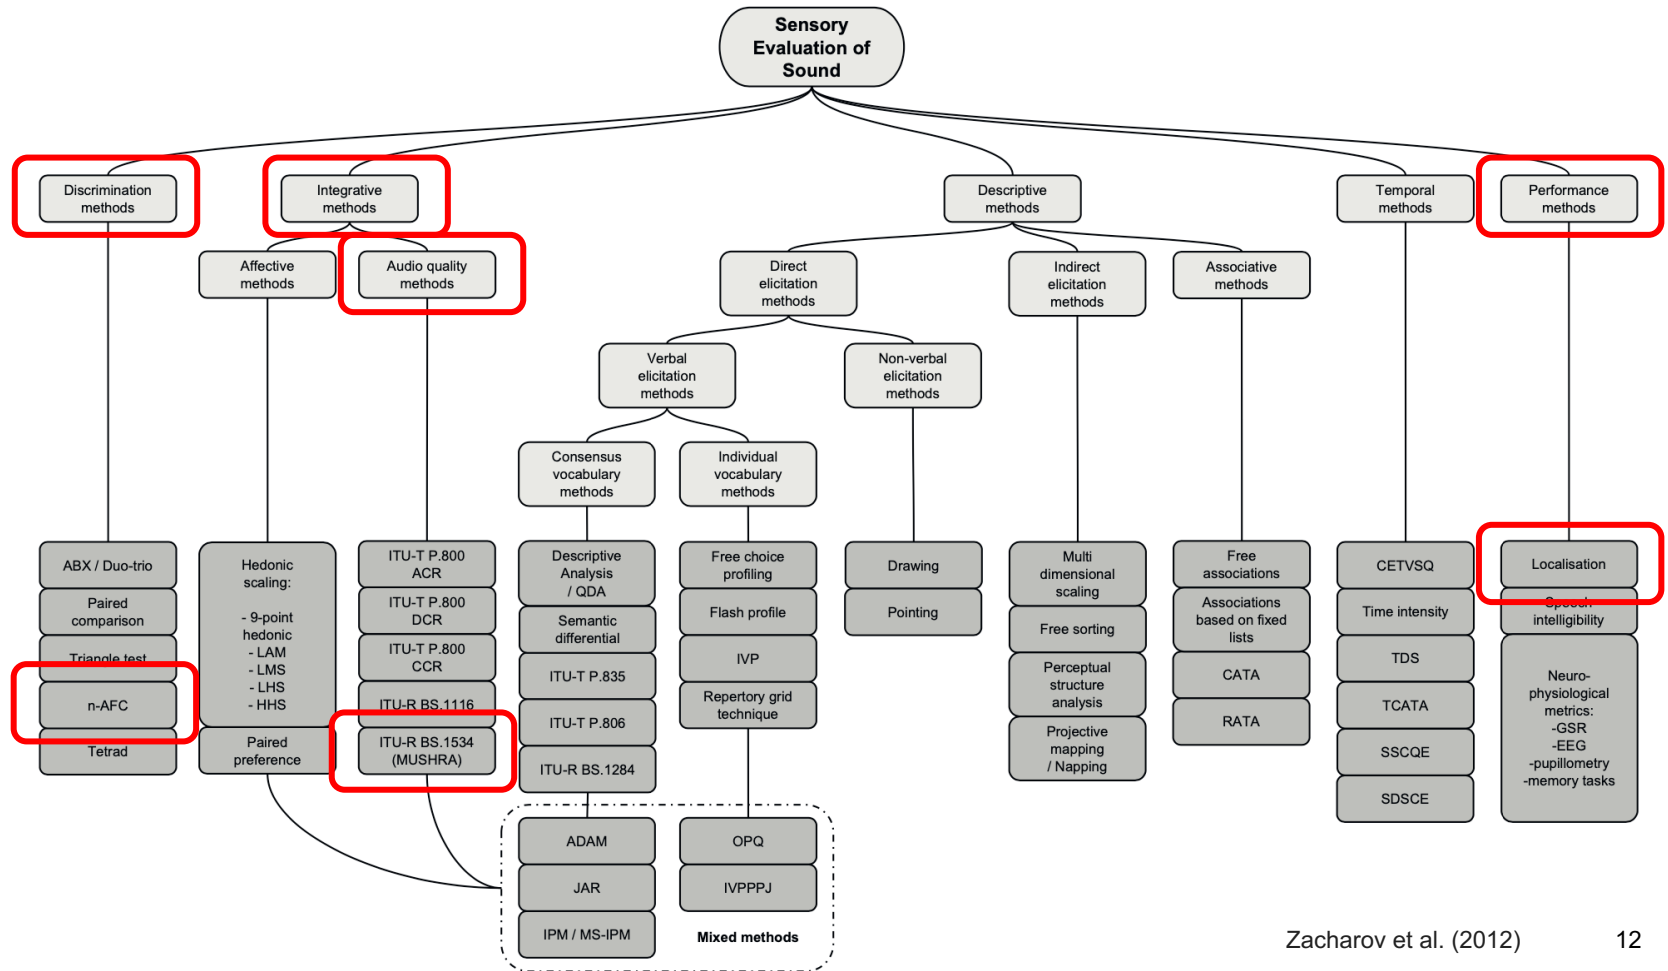 Sensory
Evaluation of
Sound
Discrimination
methods
Integrative
methods
Descriptive
methods
Temporal
methods
Performance
methods
Affective
methods
Audio quality
methods
Direct
elicitation
methods
Indirect
elicitation
methods
Associative
methods
Verbal
elicitation
methods
Non-verbal
elicitation
methods
Consensus
vocabulary
methods
Individual
vocabulary
methods
ABX / Duo-trio
Paired
comparison
Triangle test
n-AFC
Tetrad
Hedonic
scaling:
- 9-point
hedonic
- LAM
- LMS
- LHS
- HHS
Paired
preference
ITU-T P.800
ACR
ITU-T P.800
DCR
ITU-T P.800
CCR
ITU-R BS.1116
ITU-R BS.1534
(MUSHRA)
Descriptive
Analysis
/ QDA
Semantic
differential
ITU-T P.835
ITU-T P.806
ITU-R BS.1284
Free choice
profiling
Flash profile
IVP
Repertory grid
technique
Drawing
Pointing
Multi
dimensional
scaling
Free sorting
Perceptual
structure
analysis
Projective
mapping
/ Napping
Free
associations
Associations
based on fixed
lists
CATA
RATA
CETVSQ
Time intensity
TDS
TCATA
SSCQE
SDSCE
Localisation
Speech
intelligibility
Neuro-
physiological
metrics:
-GSR
-EEG
-pupillometry
-memory tasks
ADAM
JAR
IPM / MS-IPM
OPQ
IVPPPJ
Mixed methods
Zacharov et al. (2012)
12